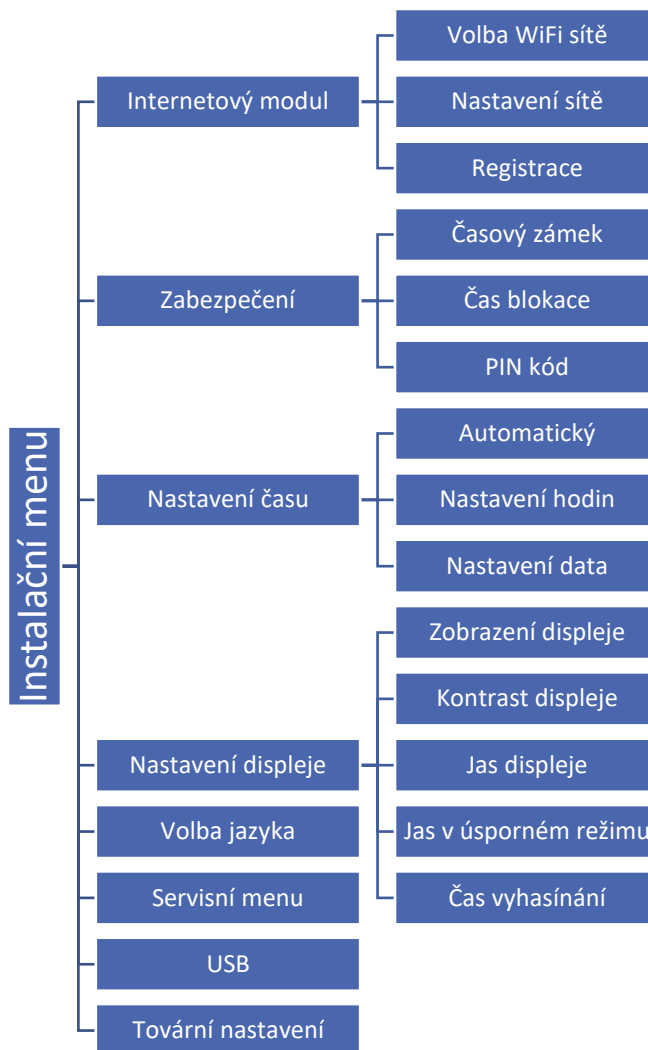 Instalační menu
Internetový modul
Volba WiFi sítě
Nastavení sítě
Registrace
Zabezpečení
Časový zámek
Čas blokace
PIN kód
Nastavení času
Automatický
Nastavení hodin
Nastavení data
Nastavení displeje
Zobrazení displeje
Kontrast displeje
Jas displeje
Jas v úsporném režimu
Čas vyhasínání
Volba jazyka
Servisní menu
USB
Tovární nastavení